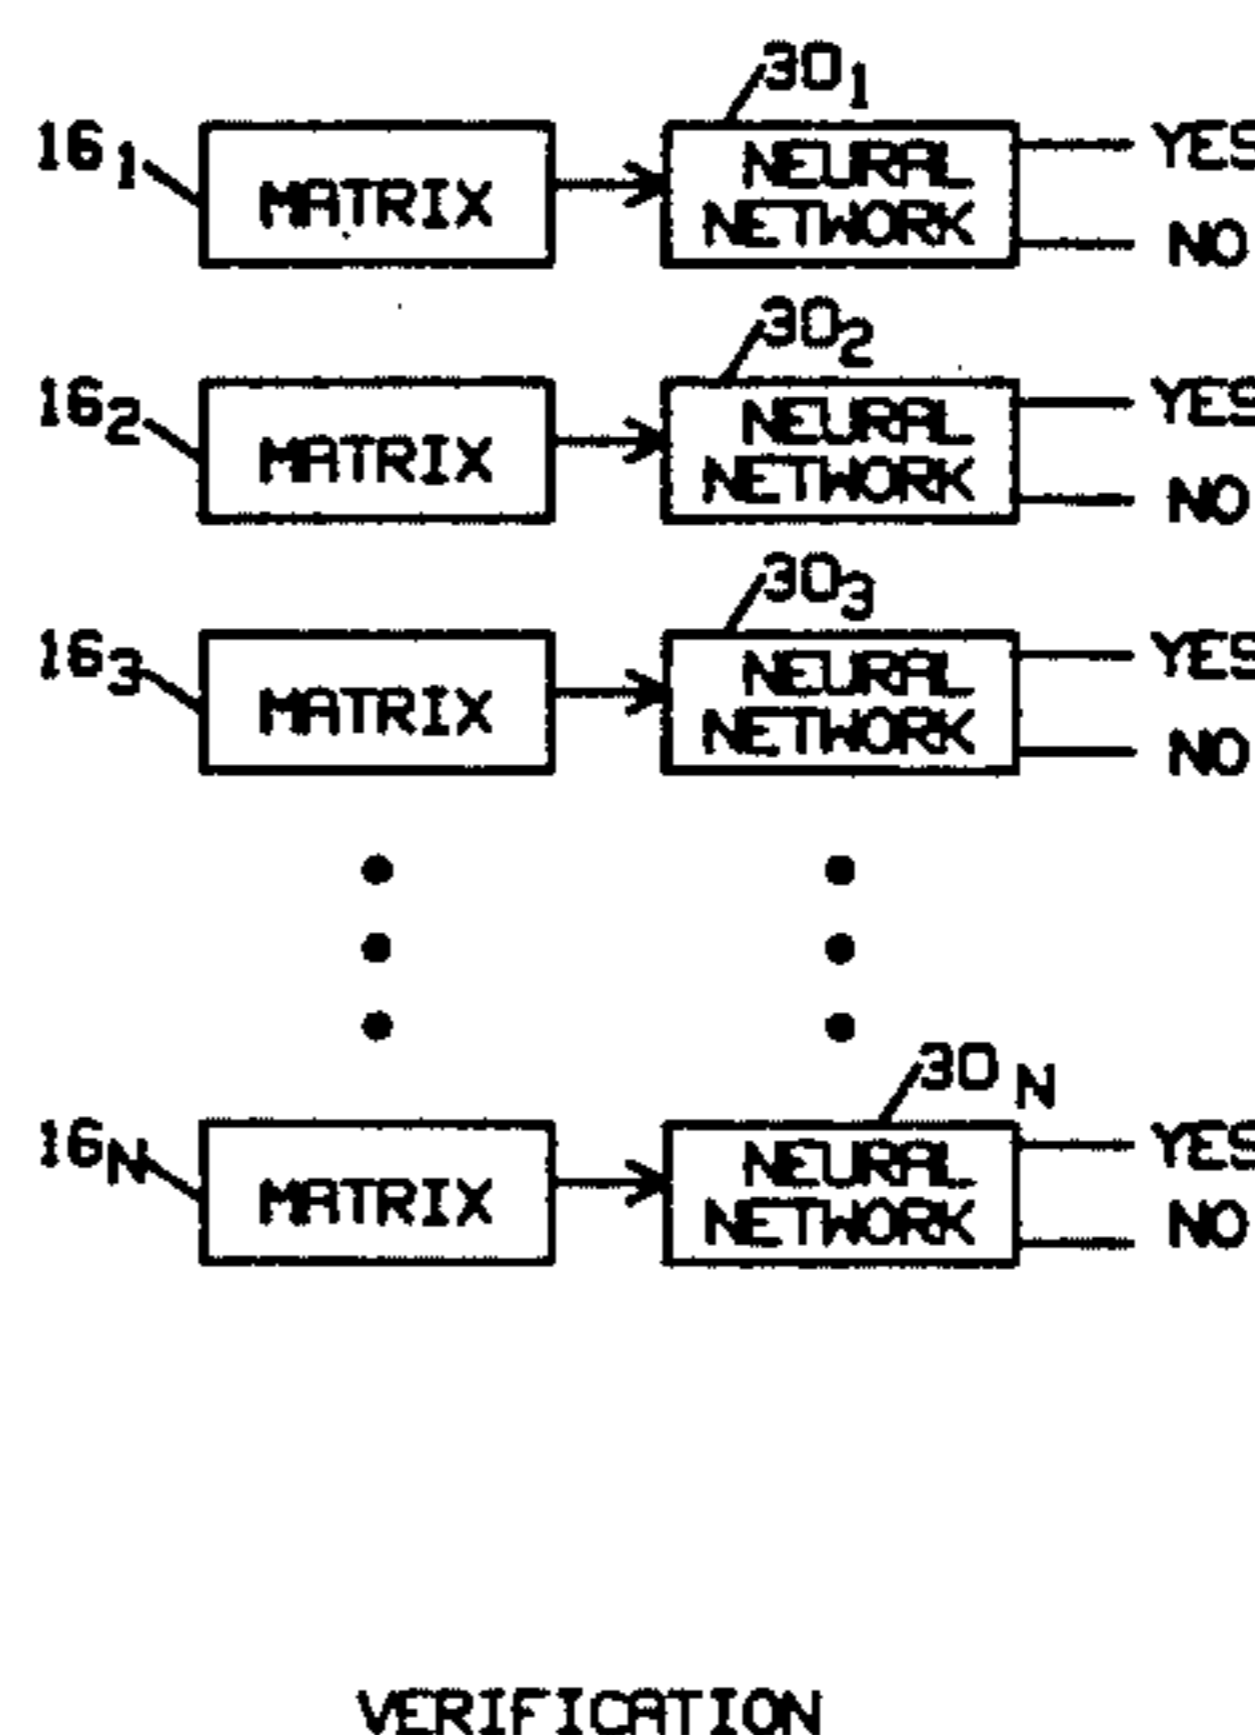 30₁
16₁
MATRIX
NEURAL
NETWORK
YES
NO
30₂
16₂
MATRIX
NEURAL
NETWORK
YES
NO
30₃
16₃
MATRIX
NEURAL
NETWORK
YES
NO
30 N
16N
MATRIX
NEURAL
NETWORK
YES
NO
VERIFICATION